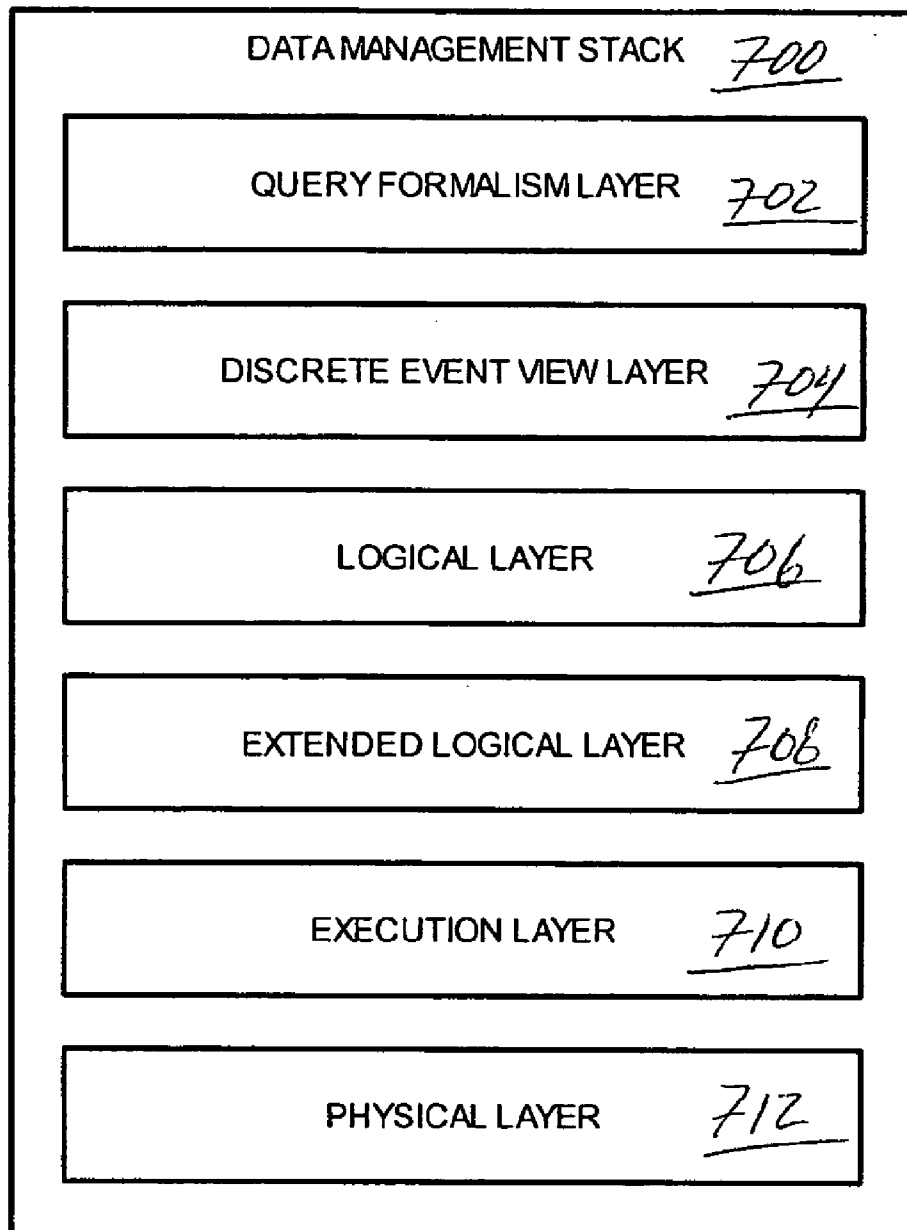 DATA MANAGEMENT STACK 700
QUERY FORMALISM LAYER 702
DISCRETE EVENT VIEW LAYER 704
LOGICAL LAYER 706
EXTENDED LOGICAL LAYER 708
EXECUTION LAYER 710
PHYSICAL LAYER 712